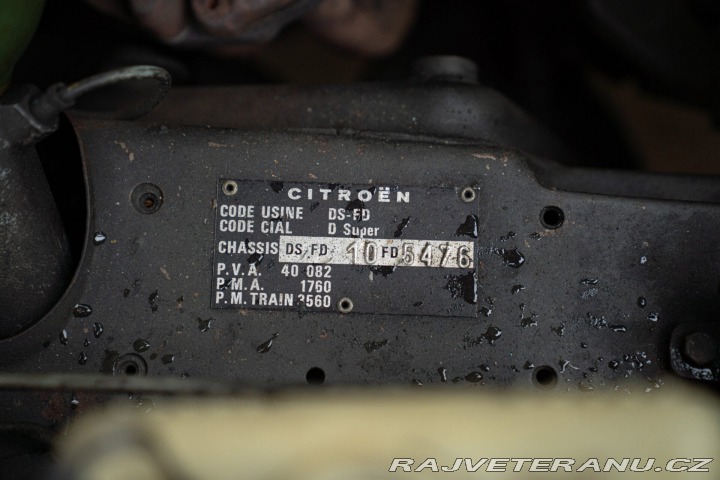 CITROËN
CODE USINE DS-FD
CODE CIAL D Super
CHASSIS DS-FD- 10 FD 5476
P.V.A. 40 082
P.M.A. 1760
P.M. TRAIN 3560
RAJVETERANU.CZ